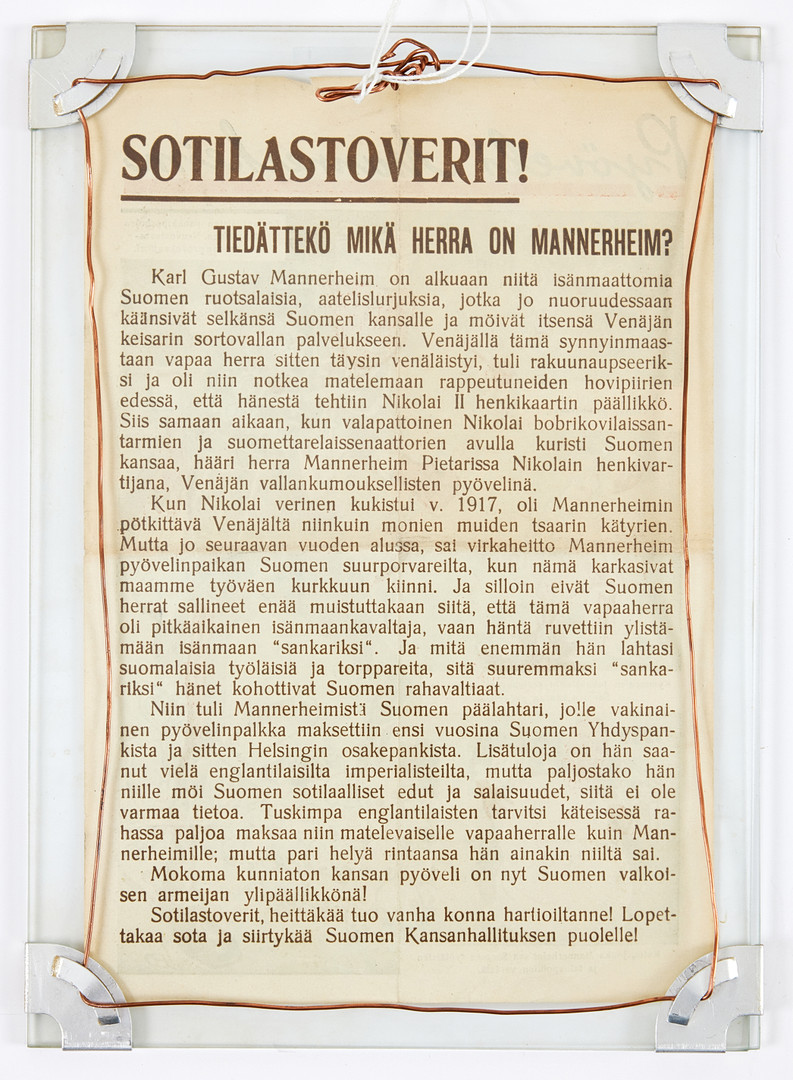 SOTILASTOVERIT!
TIEDÄTTEKÖ MIKÄ HERRA ON MANNERHEIM?
Karl Gustav Mannerheim on alkuaan niitä isänmaattomia
Suomen ruotsalaisia, aatelislurjuksia, jotka jo nuoruudessaan
käänsivät selkänsä Suomen kansalle ja möivät itsensä Venäjän
keisarin sortovallan palvelukseen. Venäjällä tämä synnyinmaas-
taan vapaa herra sitten täysin venäläistyi, tuli rakuunaupseerik-
si ja oli niin notkea matelemaan rappeutuneiden hovipiirien
edessä, että hänestä tehtiin Nikolai II henkikaartin päällikkö.
Siis samaan aikaan, kun valapattoinen Nikolai bobrikovilaissan-
tarmien ja suomettarelaissenaattorien avulla kuristi Suomen
kansaa, hääri herra Mannerheim Pietarissa Nikolain henkivar-
tijana, Venäjän vallankumouksellisten pyövelinä.
Kun Nikolai verinen kukistui v. 1917, oli Mannerheimin
pötkittävä Venäjältä niinkuin monien muiden tsaarin kätyrien.
Mutta jo seuraavan vuoden alussa, sai virkaheitto Mannerheim
pyövelinpaikan Suomen suurporvareilta, kun nämä karkasivat
maamme työväen kurkkuun kiinni. Ja silloin eivät Suomen
herrat sallineet enää muistuttakaan siitä, että tämä vapaaherra
oli pitkäaikainen isänmaankavaltaja, vaan häntä ruvettiin ylistä-
mään isänmaan “sankariksi“. Ja mitä enemmän hän lahtasi
suomalaisia työläisiä ja torppareita, sitä suuremmaksi “sanka-
riksi“ hänet kohottivat Suomen rahavaltiaat.
Niin tuli Mannerheimistä Suomen päälahtari, jolle vakinai-
nen pyövelinpalkka maksettiin ensi vuosina Suomen Yhdyspan-
kista ja sitten Helsingin osakepankista. Lisätuloja on hän saa-
nut vielä englantilaisilta imperialisteilta, mutta paljostako hän
niille möi Suomen sotilaalliset edut ja salaisuudet, siitä ei ole
varmaa tietoa. Tuskimpa englantilaisten tarvitsi käteisessä ra-
hassa paljoa maksaa niin matelevaiselle vapaaherralle kuin Man-
nerheimille; mutta pari helyä rintaansa hän ainakin niiltä sai.
Mokoma kunniaton kansan pyöveli on nyt Suomen valkoi-
sen armeijan ylipäällikkönä!
Sotilastoverit, heittäkää tuo vanha konna hartioiltanne! Lopet-
takaa sota ja siirtykää Suomen Kansanhallituksen puolelle!